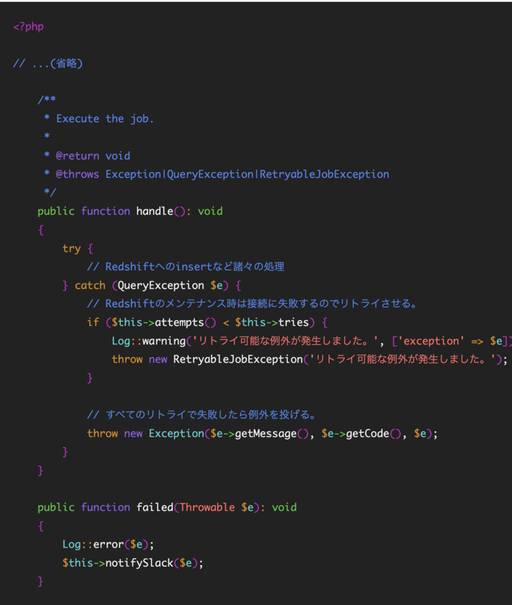 <?php
// ...(省略)
/**
* Execute the job.
*
* @return void
* @throws Exception|QueryException|RetryableJobException
*/
public function handle(): void
{
try {
// Redshiftへのinsertなど諸々の処理
} catch (QueryException $e) {
// Redshiftのメンテナンス時は接続に失敗するのでリトライさせる。
if ($this->attempts() < $this->tries) {
Log::warning('リトライ可能な例外が発生しました。', ['exception' => $e])
throw new RetryableJobException('リトライ可能な例外が発生しました。');
}
// すべてのリトライで失敗したら例外を投げる。
throw new Exception($e->getMessage(), $e->getCode(), $e);
}
}
public function failed(Throwable $e): void
{
Log::error($e);
$this->notifySlack($e);
}